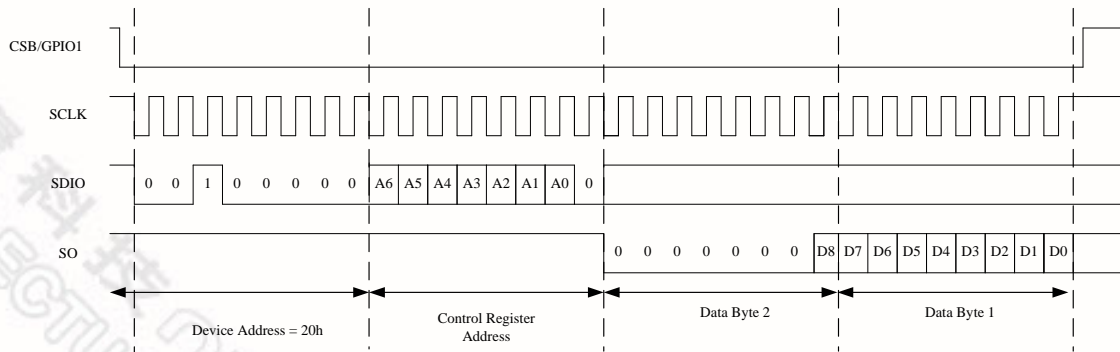 CSB/GPIO1
SCLK
SDIO 0 0 1 0 0 0 0 0 A6 A5 A4 A3 A2 A1 A0 0
SO 0 0 0 0 0 0 0 D8 D7 D6 D5 D4 D3 D2 D1 D0
Device Address = 20h
Control Register
Address
Data Byte 2
Data Byte 1
科技